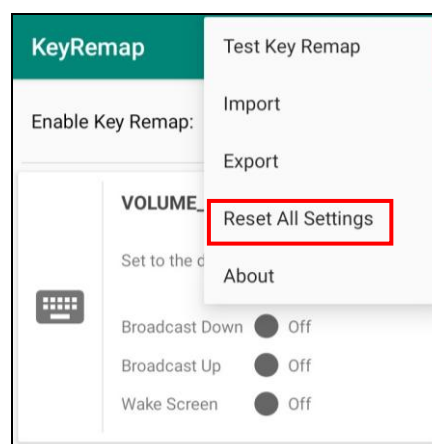 KeyRemap
Test Key Remap
Import
Enable Key Remap:
Export
VOLUME_
Reset All Settings
Set to the d
About
Broadcast Down Off
Broadcast Up Off
Wake Screen Off